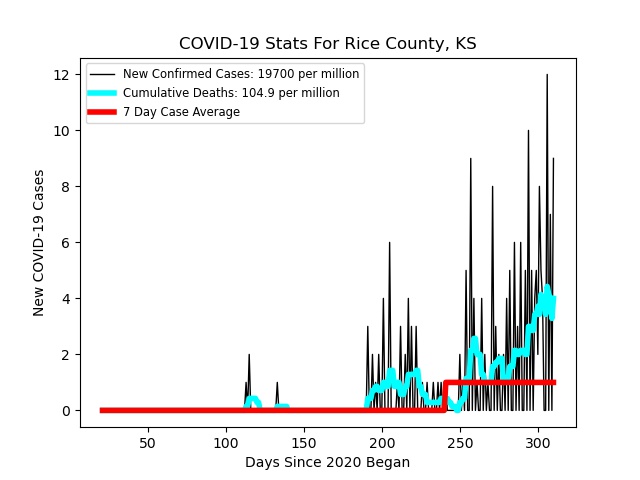 COVID-19 Stats For Rice County, KS
New Confirmed Cases: 19700 per million
Cumulative Deaths: 104.9 per million
7 Day Case Average
New COVID-19 Cases
12
10
8
6
4
2
0
50 100 150 200 250 300
Days Since 2020 Began